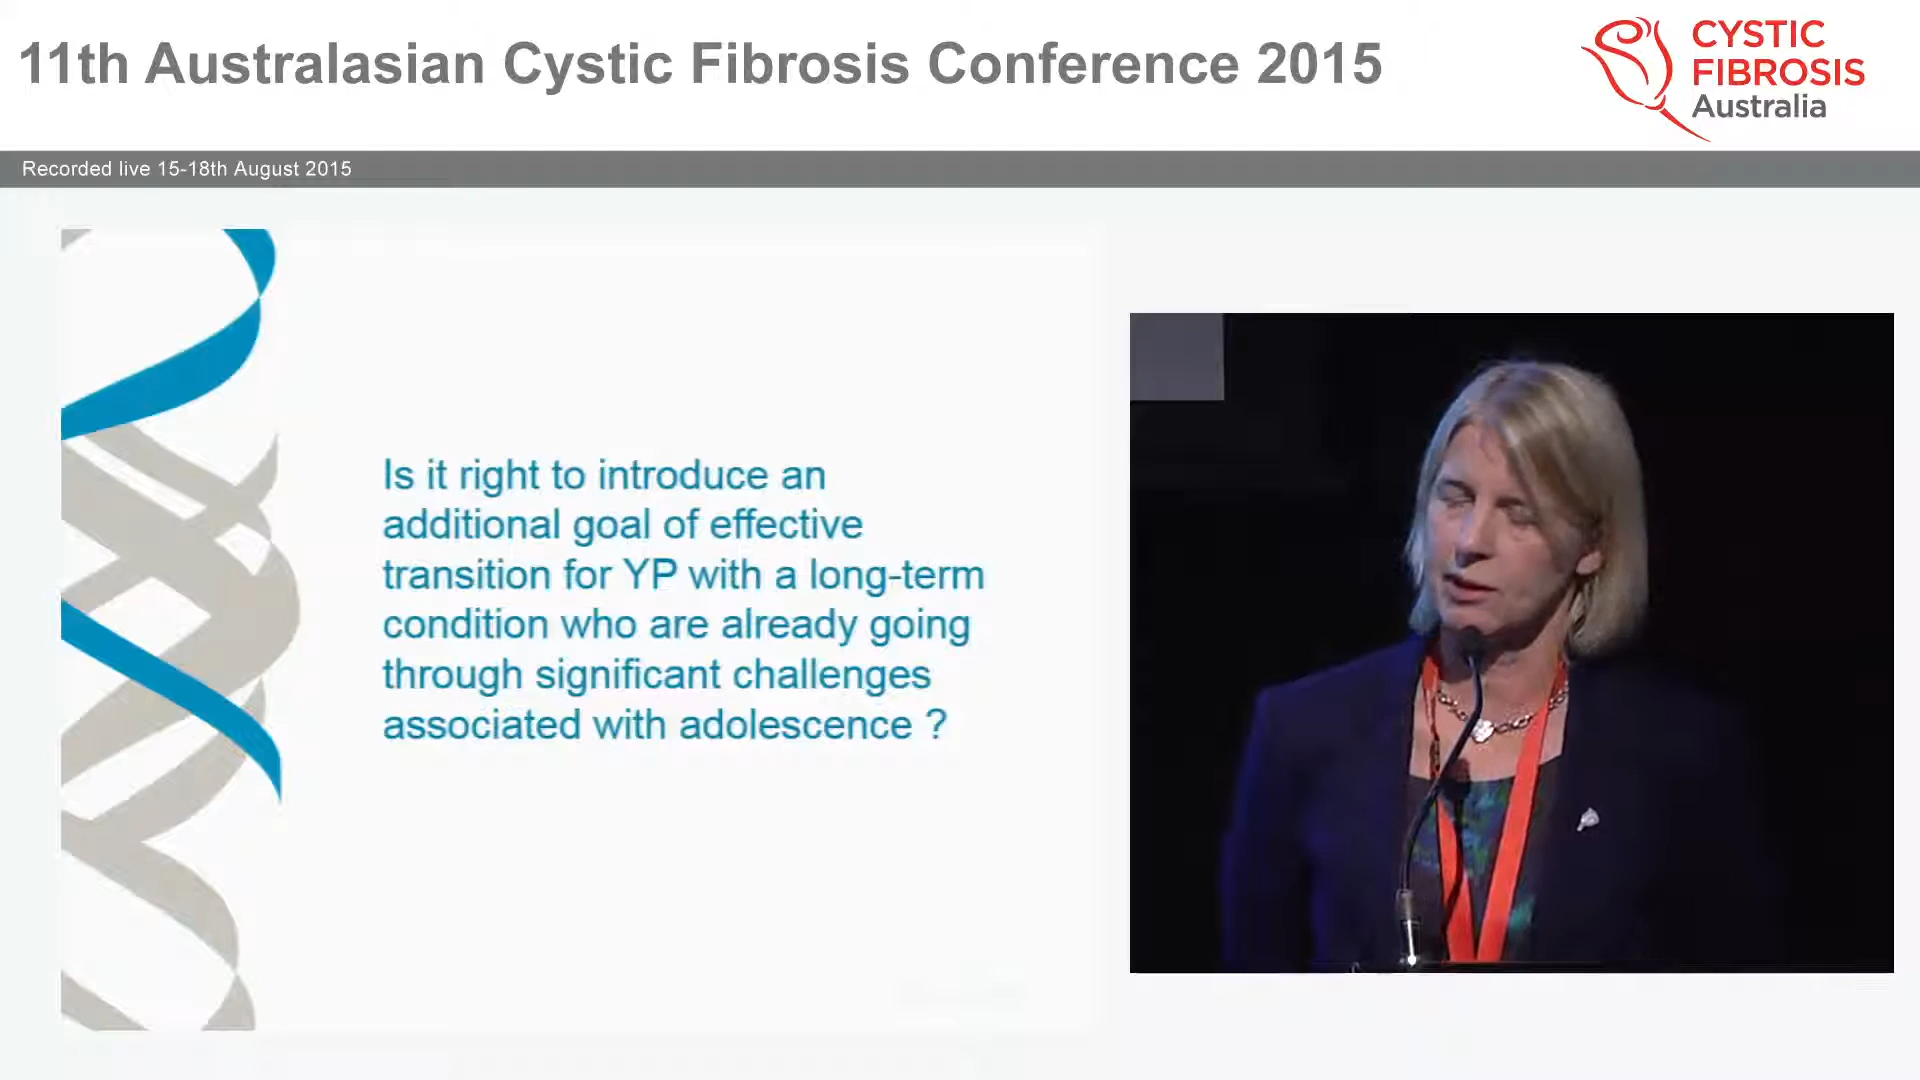 11th Australasian Cystic Fibrosis Conference 2015
CYSTIC
FIBROSIS
Australia
Recorded live 15-18th August 2015
Is it right to introduce an
additional goal of effective
transition for YP with a long-term
condition who are already going
through significant challenges
associated with adolescence ?